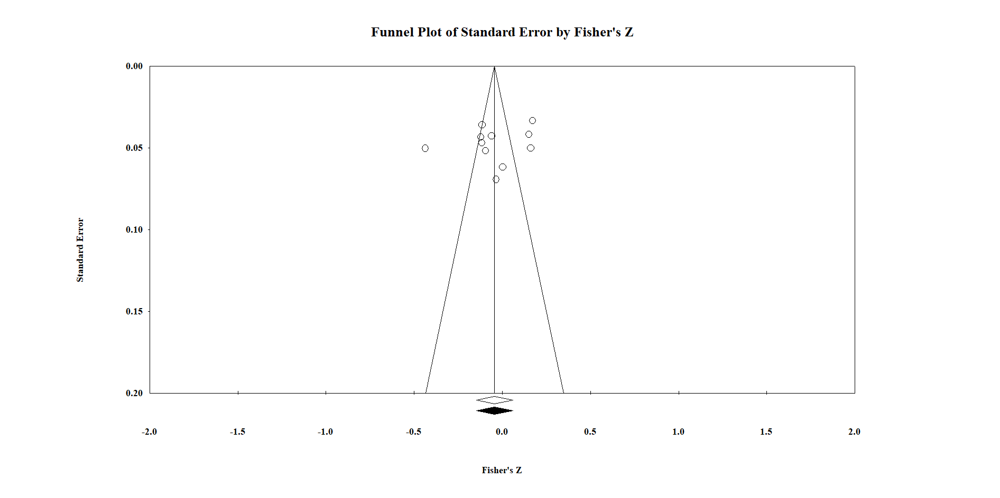 Funnel Plot of Standard Error by Fisher's Z
0.00
0.05
0.10
0.15
0.20
Standard Error
-2.0 -1.5 -1.0 -0.5 0.0 0.5 1.0 1.5 2.0
Fisher's Z